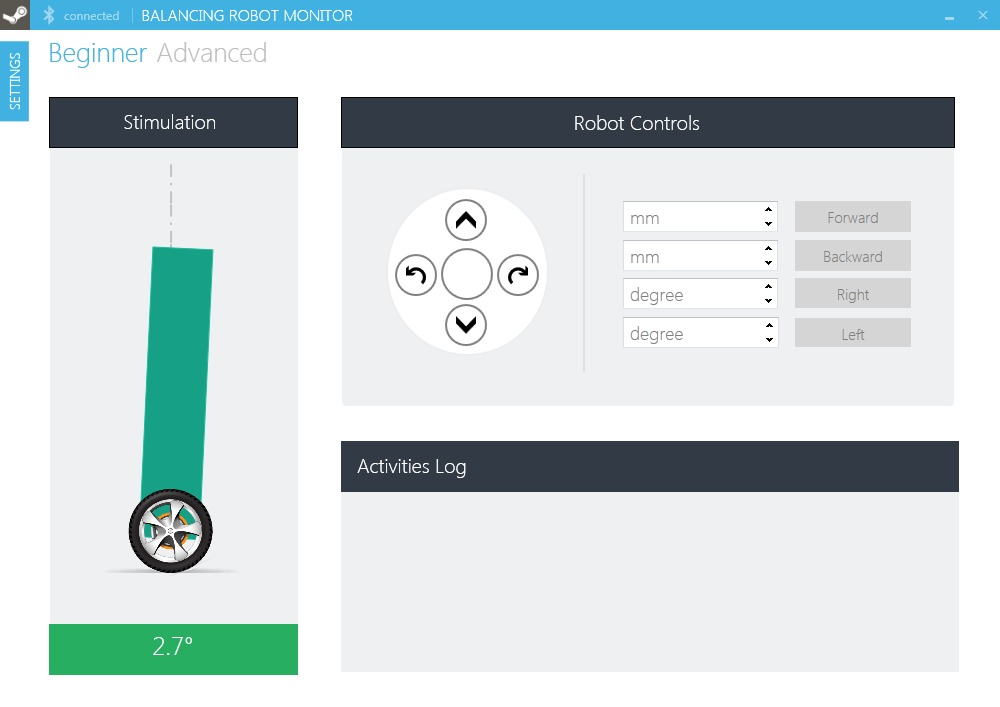 connected
BALANCING ROBOT MONITOR
SETTINGS
Beginner Advanced
Stimulation
2.7°
Robot Controls
mm Forward
mm Backward
degree Right
degree Left
Activities Log